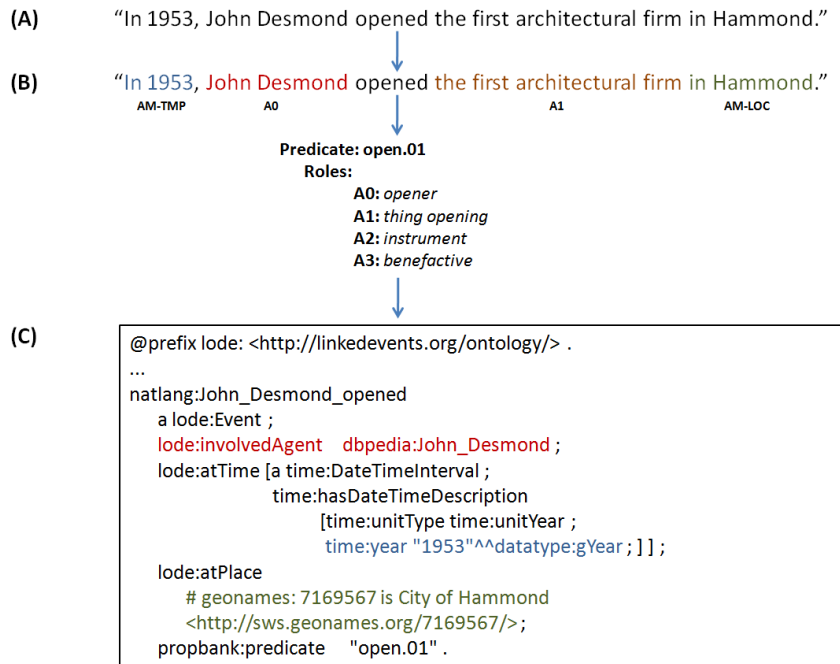 (A) “In 1953, John Desmond opened the first architectural firm in Hammond.”
(B) “In 1953, John Desmond opened the first architectural firm in Hammond.”
AM-TMP A0 A1 AM-LOC
Predicate: open.01
Roles:
A0: opener
A1: thing opening
A2: instrument
A3: benefactive
(C)
@prefix lode: <http://linkedevents.org/ontology/> .
...
natlang:John_Desmond_opened
a lode:Event ;
lode:involvedAgent dbpedia:John_Desmond ;
lode:atTime [a time:DateTimeInterval ;
time:hasDateTimeDescription
[time:unitType time:unitYear ;
time:year "1953"^^datatype:gYear ; ] ] ;
lode:atPlace
# geonames: 7169567 is City of Hammond
<http://sws.geonames.org/7169567/> ;
propbank:predicate "open.01" .